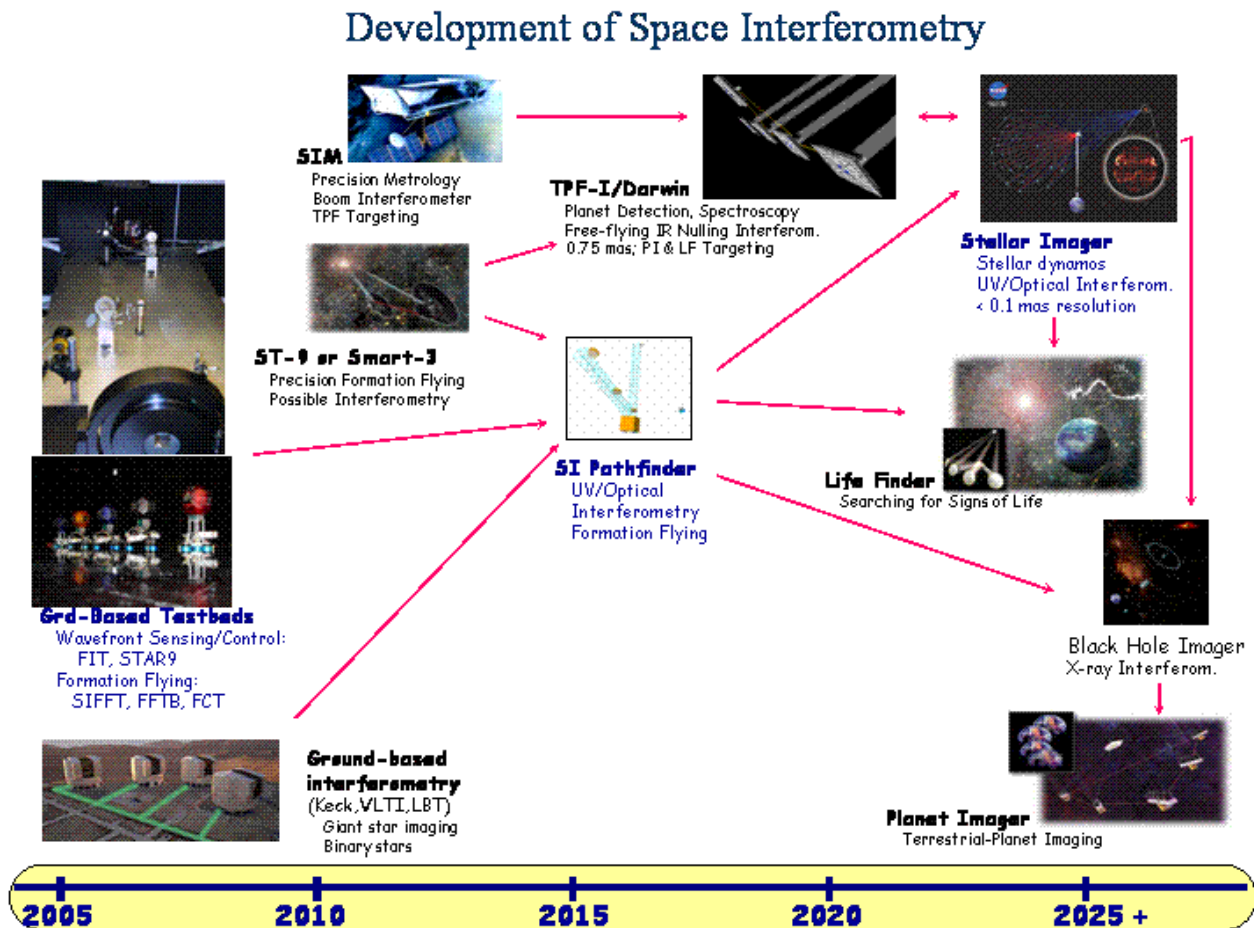 Development of Space Interferometry
SIM
Precision Metrology
Boom Interferometer
TPF Targeting
TPF-I/Darwin
Planet Detection, Spectroscopy
Free-flying IR Nulling Interferom.
0.75 mas; PI & LF Targeting
Stellar Imager
Stellar dynamos
UV/Optical Interferom.
< 0.1 mas resolution
ST-9 or Smart-3
Precision Formation Flying
Possible Interferometry
SI Pathfinder
UV/Optical
Interferometry
Formation Flying
Life Finder
Searching for Signs of Life
Grd-Based Testbeds
Wavefront Sensing/Control:
FIT, STAR9
Formation Flying:
SIFFT, FFTB, FCT
Black Hole Imager
X-ray Interferom.
Ground-based
interferometry
(Keck,VLTI,LBT)
Giant star imaging
Binary stars
Planet Imager
Terrestrial-Planet Imaging
2005
2010
2015
2020
2025 +